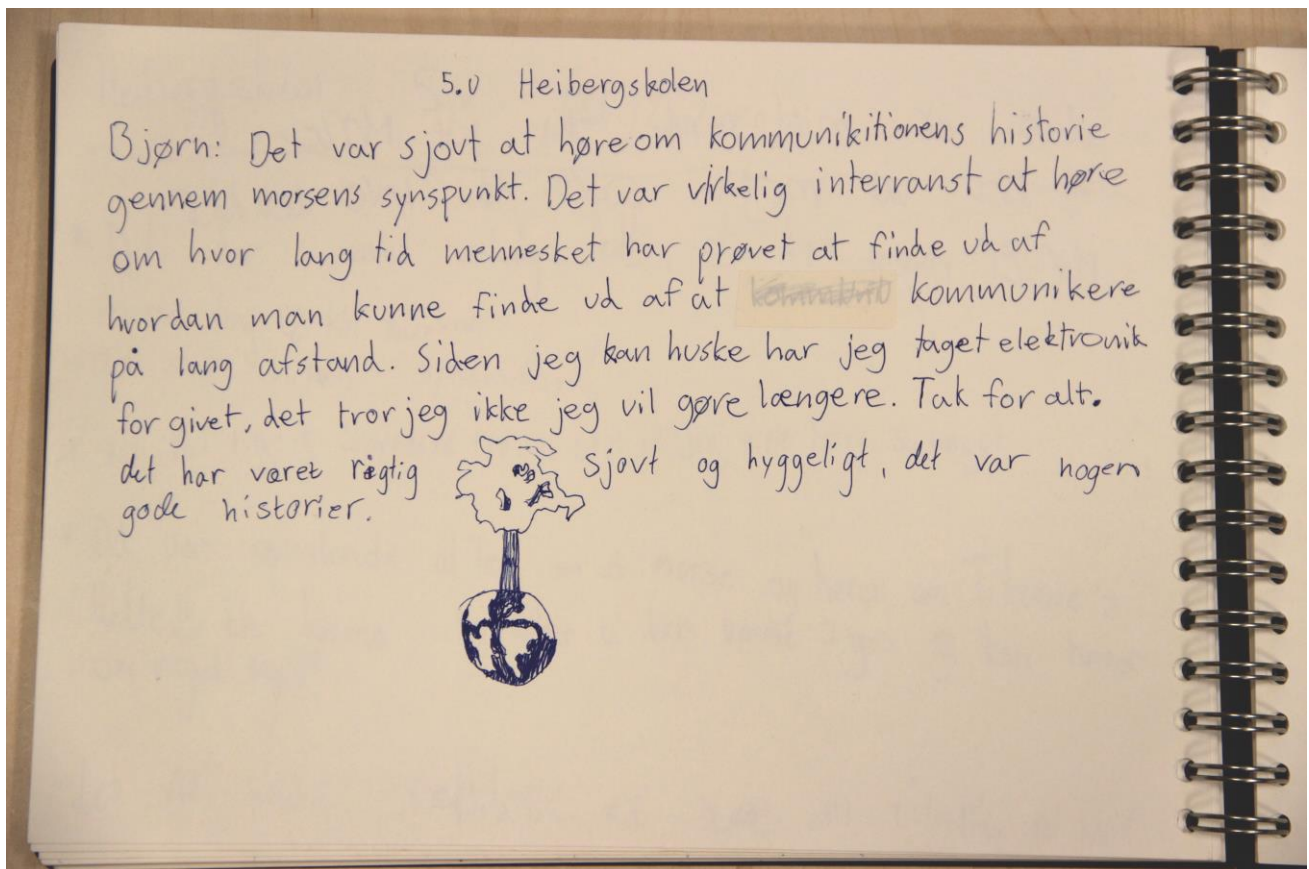 5.U Heibergskolen
Bjørn: Det var sjovt at høre om kommunikitionens historie
gennem morsens synspunkt. Det var virkelig interranst at høre
om hvor lang tid mennesket har prøvet at finde ud af
hvordan man kunne finde ud af at kommunikere
på lang afstand. Siden jeg kan huske har jeg taget elektronik
for givet, det tror jeg ikke jeg vil gøre længere. Tak for alt.
det har været rigtig sjovt og hyggeligt, det var nogen
gode historier.